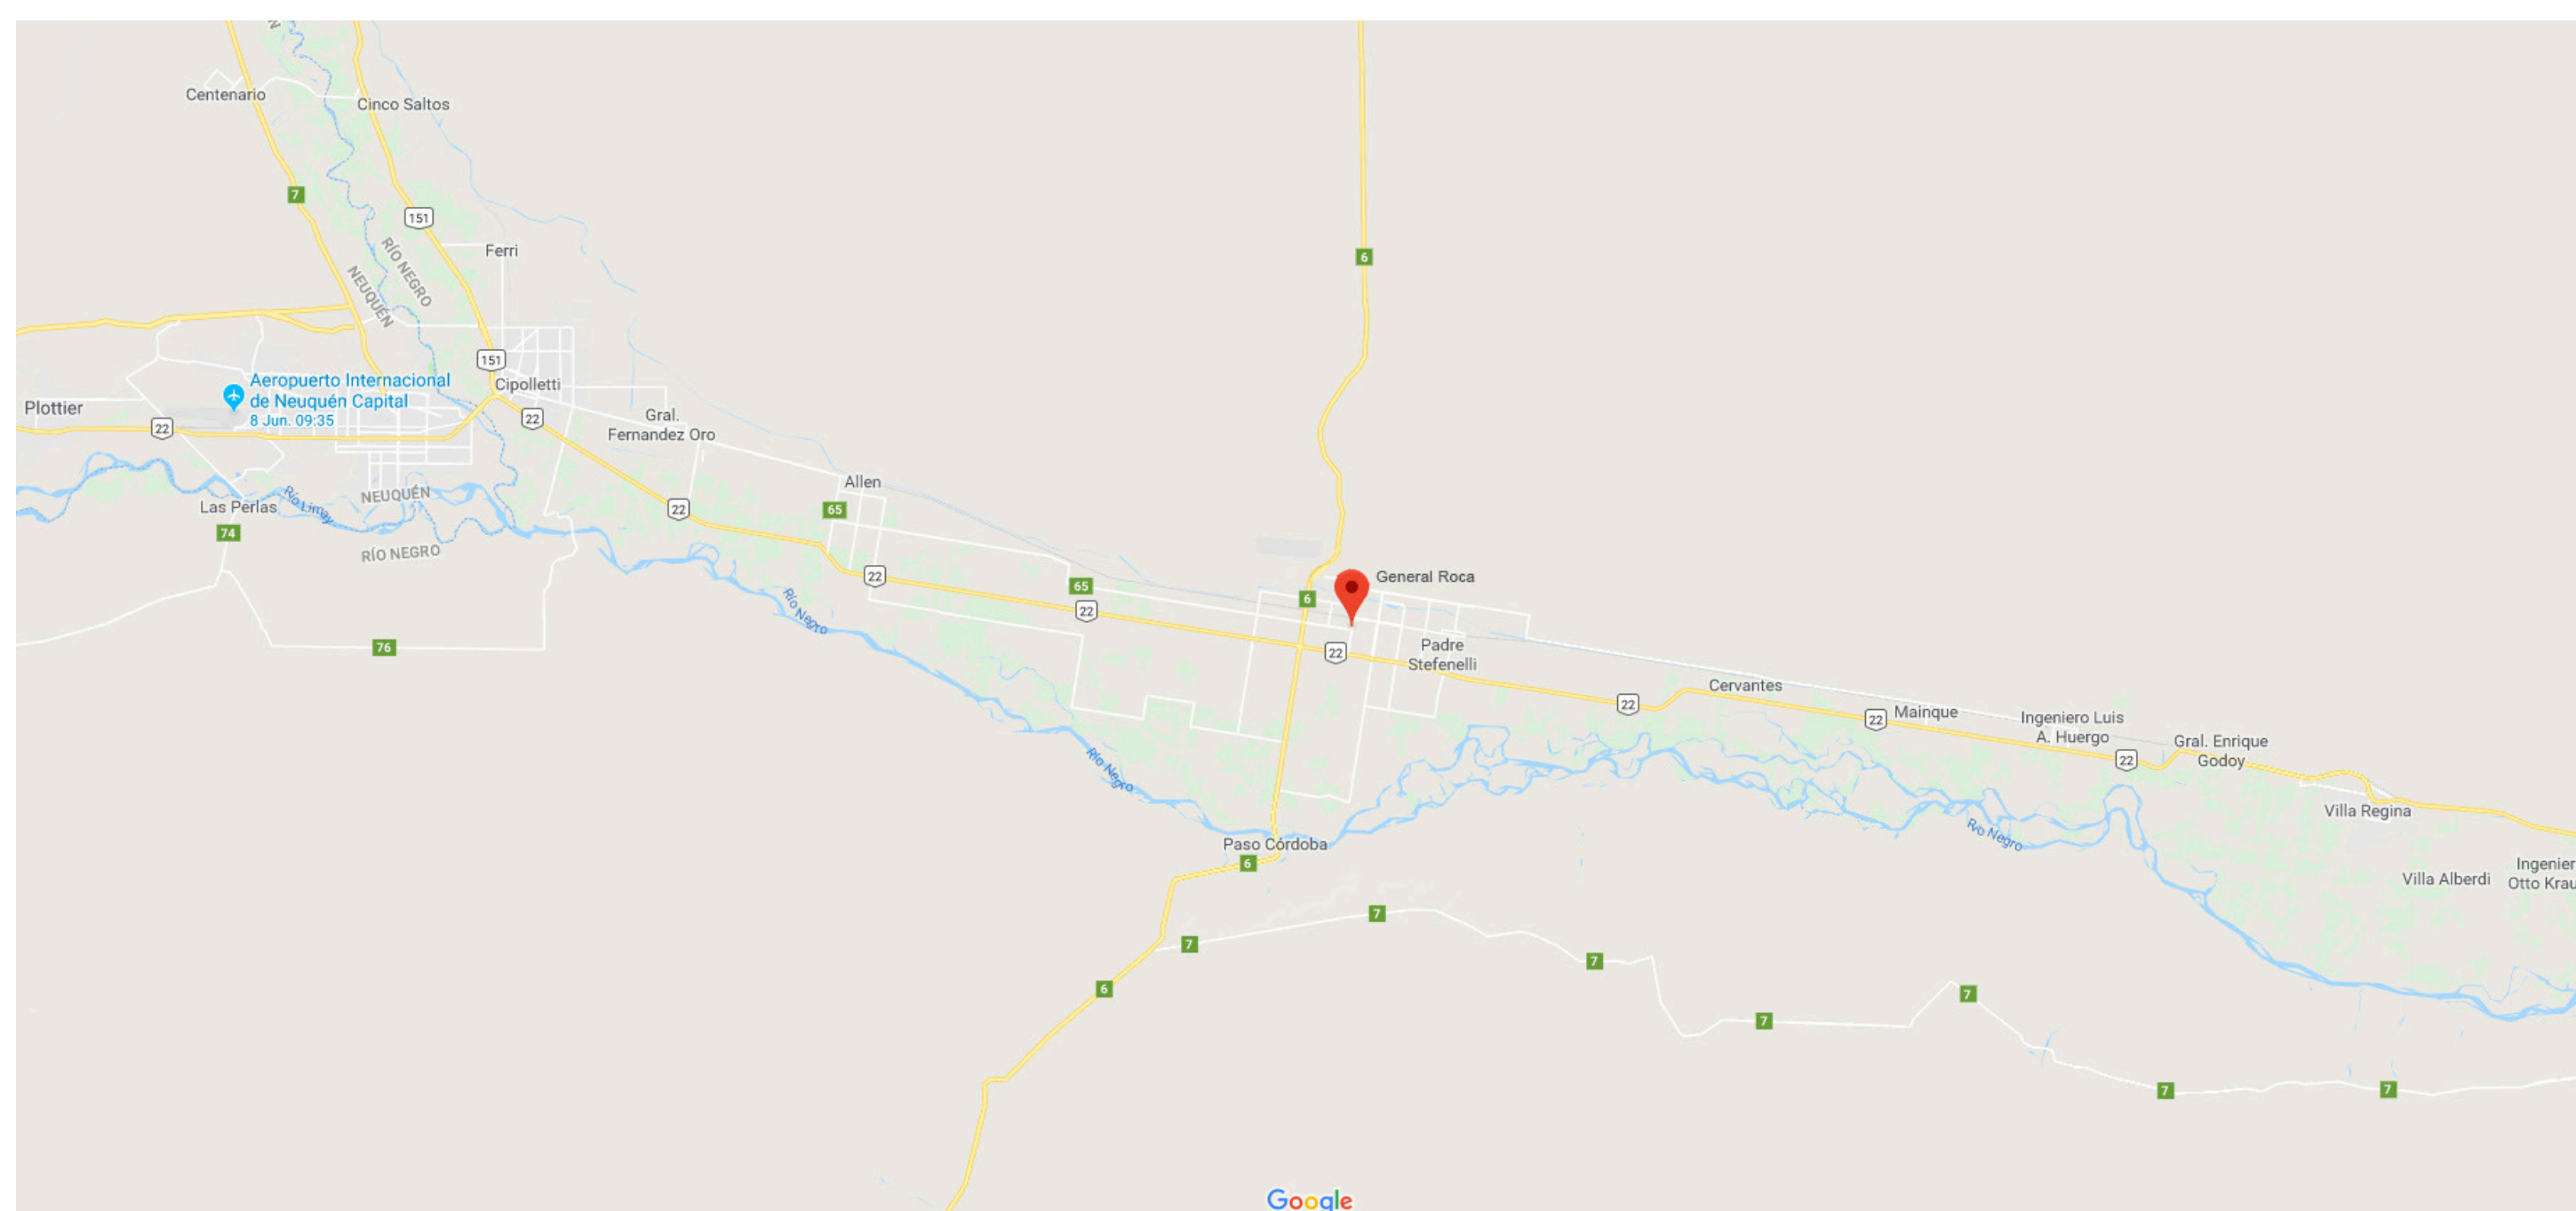 Centenario
Cinco Saltos
7
151
RÍO NEGRO
NEUQUÉN
Ferri
6
151
Cipolletti
Aeropuerto Internacional
de Neuquén Capital
8 Jun. 09:35
Plottier
22
22
Gral.
Fernandez Oro
Allen
65
22
Las Perlas
Río Limay
NEUQUÉN
74
RÍO NEGRO
76
22
65
22
Río Negro
6
General Roca
22
Padre
Stefenelli
Cervantes
22
22
Mainque
Ingeniero Luis
A. Huergo
22
Gral. Enrique
Godoy
Río Negro
Villa Regina
Río Negro
Paso Córdoba
6
Villa Alberdi
Ingenier
Otto Krau
7
7
7
6
7
7
7
7
Google